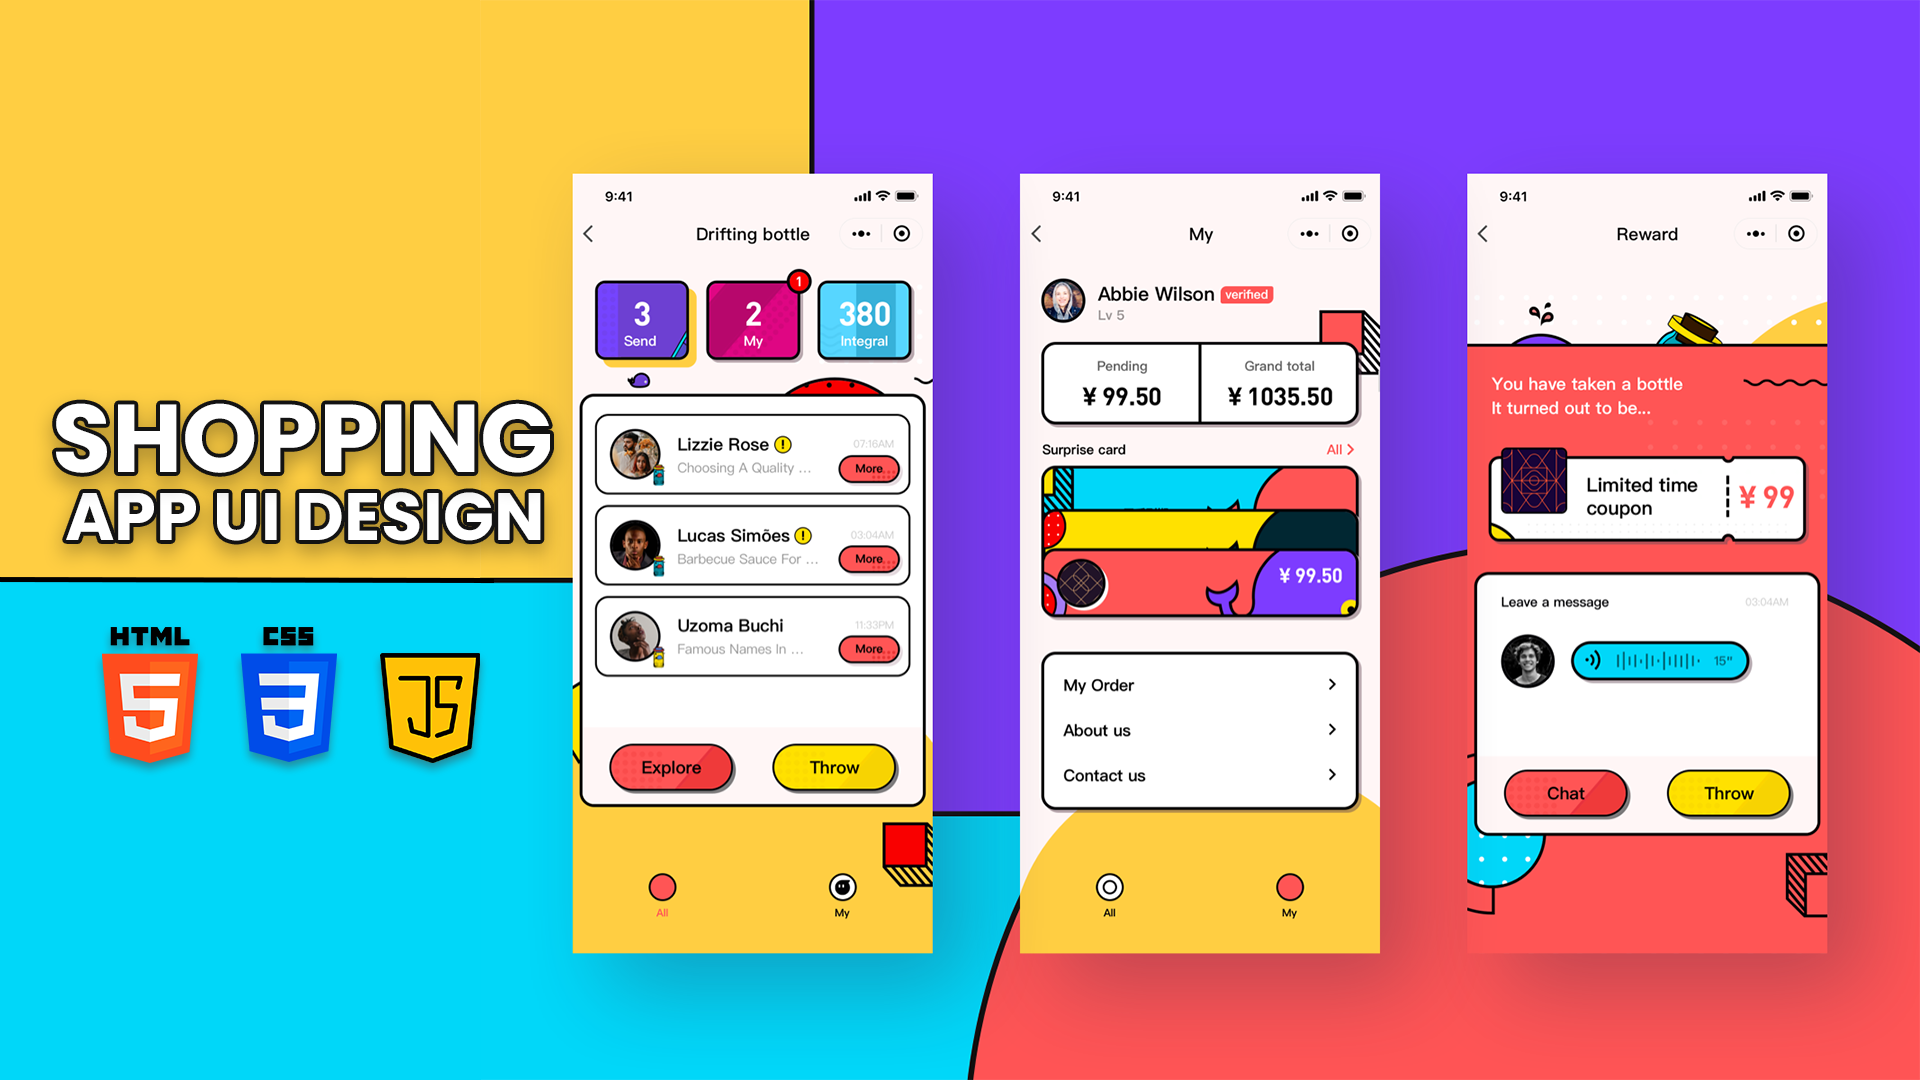 SHOPPING
APP UI DESIGN
HTML
CSS
5
3
JS
9:41
Drifting bottle
3
Send
1
2
My
380
Integral
Lizzie Rose !
07:16AM
Choosing A Quality ...
More
Lucas Simões !
03:04AM
Barbecue Sauce For ...
More
Uzoma Buchi
11:33PM
Famous Names In ...
More
Explore
Throw
All
My
9:41
My
Abbie Wilson verified
Lv 5
Pending
¥ 99.50
Grand total
¥ 1035.50
Surprise card
All
¥ 99.50
My Order
About us
Contact us
All
My
9:41
Reward
You have taken a bottle
It turned out to be...
Limited time
coupon
¥ 99
Leave a message
03:04AM
15"
Chat
Throw